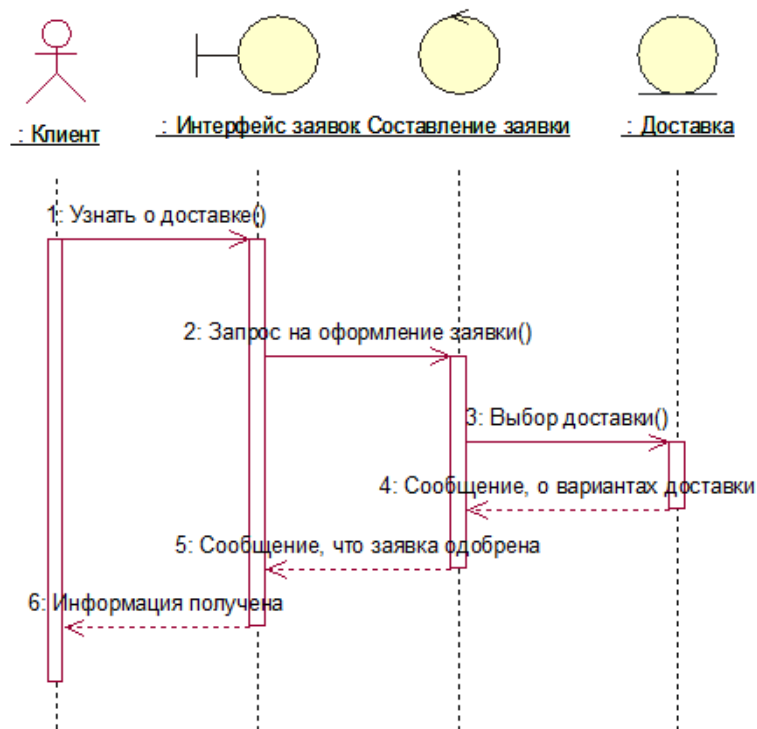 : Клиент
: Интерфейс заявок
Составление заявки
: Доставка
1: Узнать о доставке()
2: Запрос на оформление заявки()
3: Выбор доставки()
4: Сообщение, о вариантах доставки
5: Сообщение, что заявка одобрена
6: Информация получена